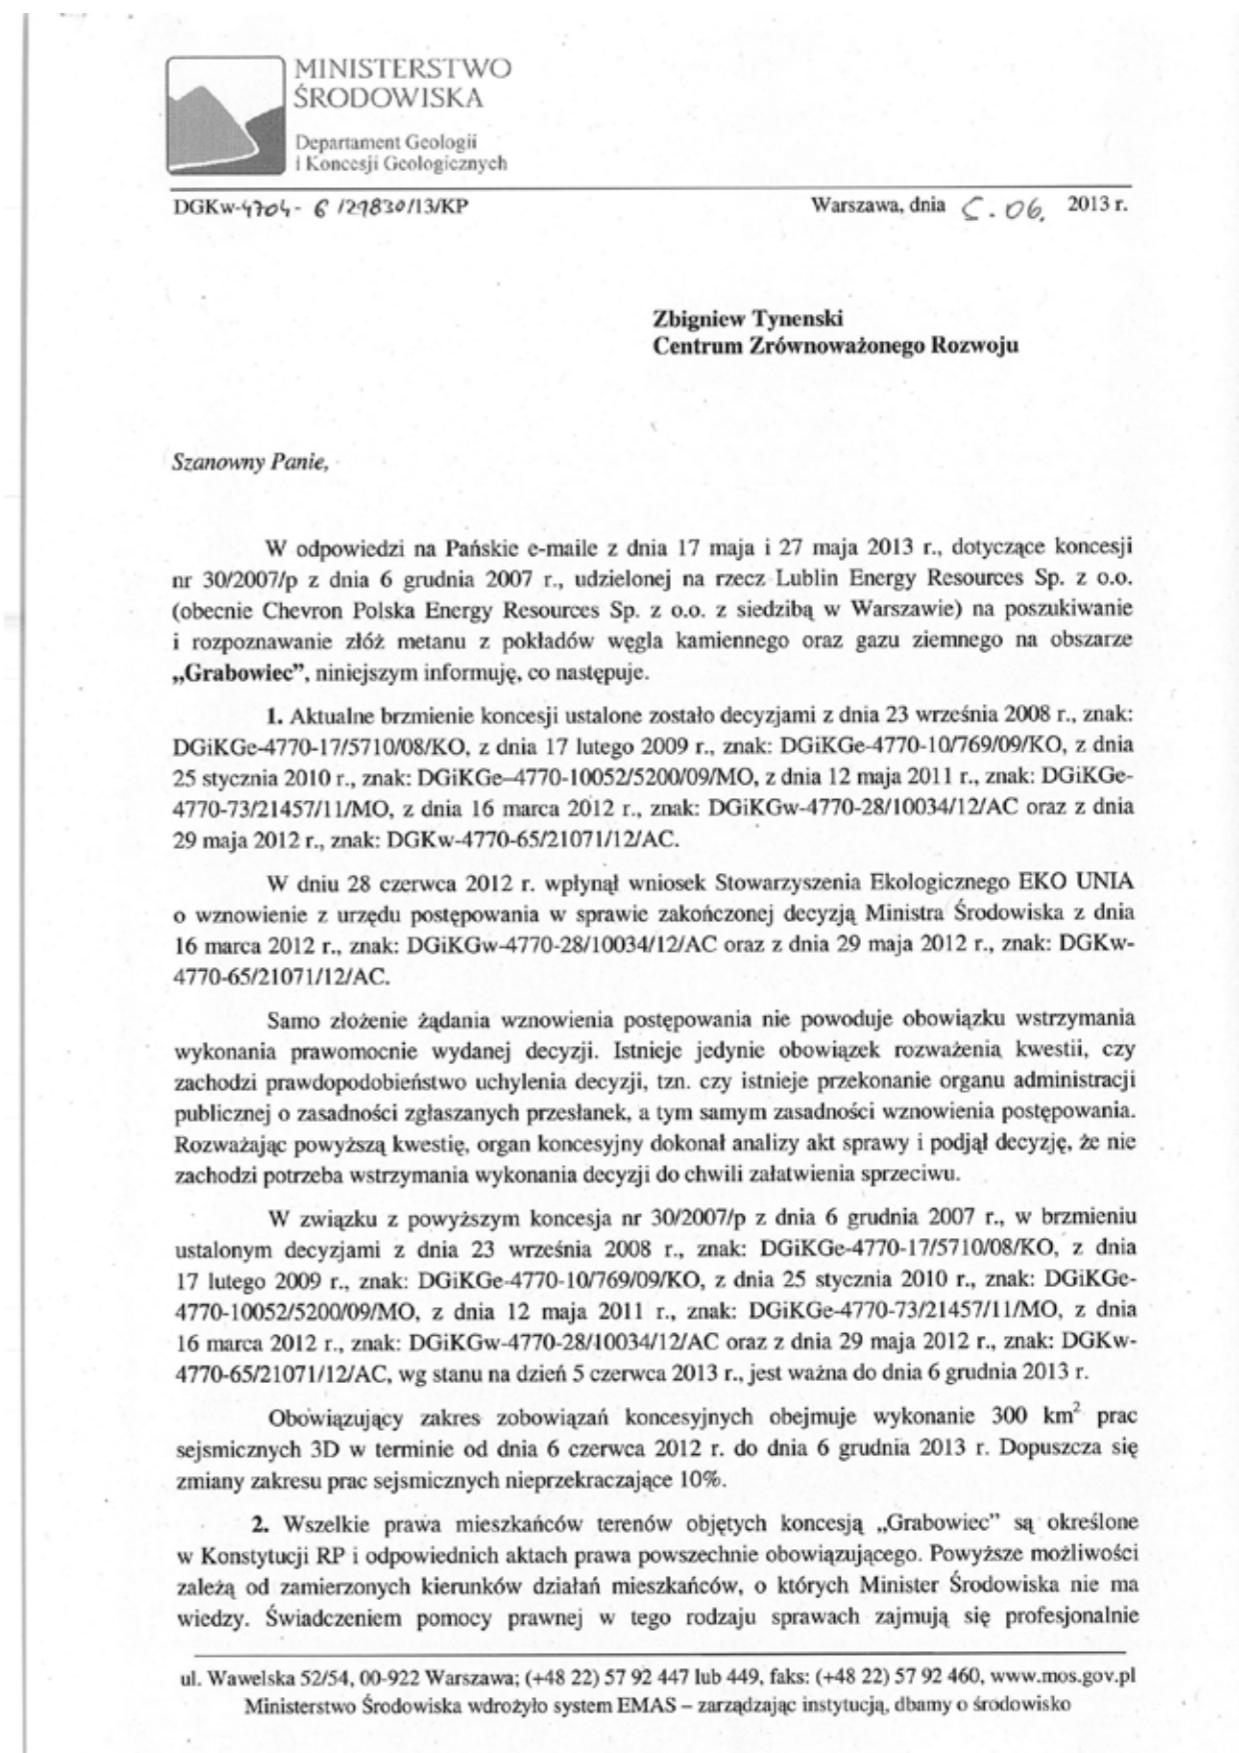 MINISTERSTWO
ŚRODOWISKA
Departament Geologii
i Koncesji Geologicznych
DGKw-4704-6/29830/13/KP
Warszawa, dnia 5.06. 2013 r.
Zbigniew Tynenski
Centrum Zrównoważonego Rozwoju
Szanowny Panie,
W odpowiedzi na Pańskie e-maile z dnia 17 maja i 27 maja 2013 r., dotyczące koncesji
nr 30/2007/p z dnia 6 grudnia 2007 r., udzielonej na rzecz Lublin Energy Resources Sp. z o.o.
(obecnie Chevron Polska Energy Resources Sp. z o.o. z siedzibą w Warszawie) na poszukiwanie
i rozpoznawanie złóż metanu z pokładów węgla kamiennego oraz gazu ziemnego na obszarze
„Grabowiec”, niniejszym informuję, co następuje.
1. Aktualne brzmienie koncesji ustalone zostało decyzjami z dnia 23 września 2008 r., znak:
DGiKGe-4770-17/5710/08/KO, z dnia 17 lutego 2009 r., znak: DGiKGe-4770-10/769/09/KO, z dnia
25 stycznia 2010 r., znak: DGiKGe–4770-10052/5200/09/MO, z dnia 12 maja 2011 r., znak: DGiKGe-
4770-73/21457/11/MO, z dnia 16 marca 2012 r., znak: DGiKGw-4770-28/10034/12/AC oraz z dnia
29 maja 2012 r., znak: DGKw-4770-65/21071/12/AC.
W dniu 28 czerwca 2012 r. wpłynął wniosek Stowarzyszenia Ekologicznego EKO UNIA
o wznowienie z urzędu postępowania w sprawie zakończonej decyzją Ministra Środowiska z dnia
16 marca 2012 r., znak: DGiKGw-4770-28/10034/12/AC oraz z dnia 29 maja 2012 r., znak: DGKw-
4770-65/21071/12/AC.
Samo złożenie żądania wznowienia postępowania nie powoduje obowiązku wstrzymania
wykonania prawomocnie wydanej decyzji. Istnieje jedynie obowiązek rozważenia kwestii, czy
zachodzi prawdopodobieństwo uchylenia decyzji, tzn. czy istnieje przekonanie organu administracji
publicznej o zasadności zgłaszanych przesłanek, a tym samym zasadności wznowienia postępowania.
Rozważając powyższą kwestię, organ koncesyjny dokonał analizy akt sprawy i podjął decyzję, że nie
zachodzi potrzeba wstrzymania wykonania decyzji do chwili załatwienia sprzeciwu.
W związku z powyższym koncesja nr 30/2007/p z dnia 6 grudnia 2007 r., w brzmieniu
ustalonym decyzjami z dnia 23 września 2008 r., znak: DGiKGe-4770-17/5710/08/KO, z dnia
17 lutego 2009 r., znak: DGiKGe-4770-10/769/09/KO, z dnia 25 stycznia 2010 r., znak: DGiKGe-
4770-10052/5200/09/MO, z dnia 12 maja 2011 r., znak: DGiKGe-4770-73/21457/11/MO, z dnia
16 marca 2012 r., znak: DGiKGw-4770-28/10034/12/AC oraz z dnia 29 maja 2012 r., znak: DGKw-
4770-65/21071/12/AC, wg stanu na dzień 5 czerwca 2013 r., jest ważna do dnia 6 grudnia 2013 r.
Obowiązujący zakres zobowiązań koncesyjnych obejmuje wykonanie 300 km² prac
sejsmicznych 3D w terminie od dnia 6 czerwca 2012 r. do dnia 6 grudnia 2013 r. Dopuszcza się
zmiany zakresu prac sejsmicznych nieprzekraczające 10%.
2. Wszelkie prawa mieszkańców terenów objętych koncesją „Grabowiec” są określone
w Konstytucji RP i odpowiednich aktach prawa powszechnie obowiązującego. Powyższe możliwości
zależą od zamierzonych kierunków działań mieszkańców, o których Minister Środowiska nie ma
wiedzy. Świadczeniem pomocy prawnej w tego rodzaju sprawach zajmują się profesjonalnie
ul. Wawelska 52/54, 00-922 Warszawa; (+48 22) 57 92 447 lub 449, faks: (+48 22) 57 92 460, www.mos.gov.pl
Ministerstwo Środowiska wdrożyło system EMAS – zarządzając instytucją, dbamy o środowisko